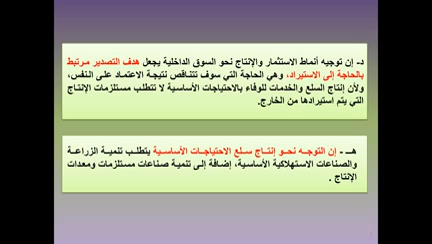 د- إن توجيه أنماط الاستثمار والإنتاج نحو السوق الداخلية يجعل هدف التصدير مرتبط
بالحاجة إلى الاستيراد، وهي الحاجة التي سوف تتناقص نتيجة الاعتماد على النفس،
ولأن إنتاج السلع والخدمات للوفاء بالاحتياجات الأساسية لا تتطلب مستلزمات الإنتاج
التي يتم استيرادها من الخارج.
هـ - إن التوجه نحو إنتاج سلع الاحتياجات الأساسية يتطلب تنمية الزراعة
والصناعات الاستهلاكية الأساسية، إضافة إلى تنمية صناعات مستلزمات ومعدات
الإنتاج .